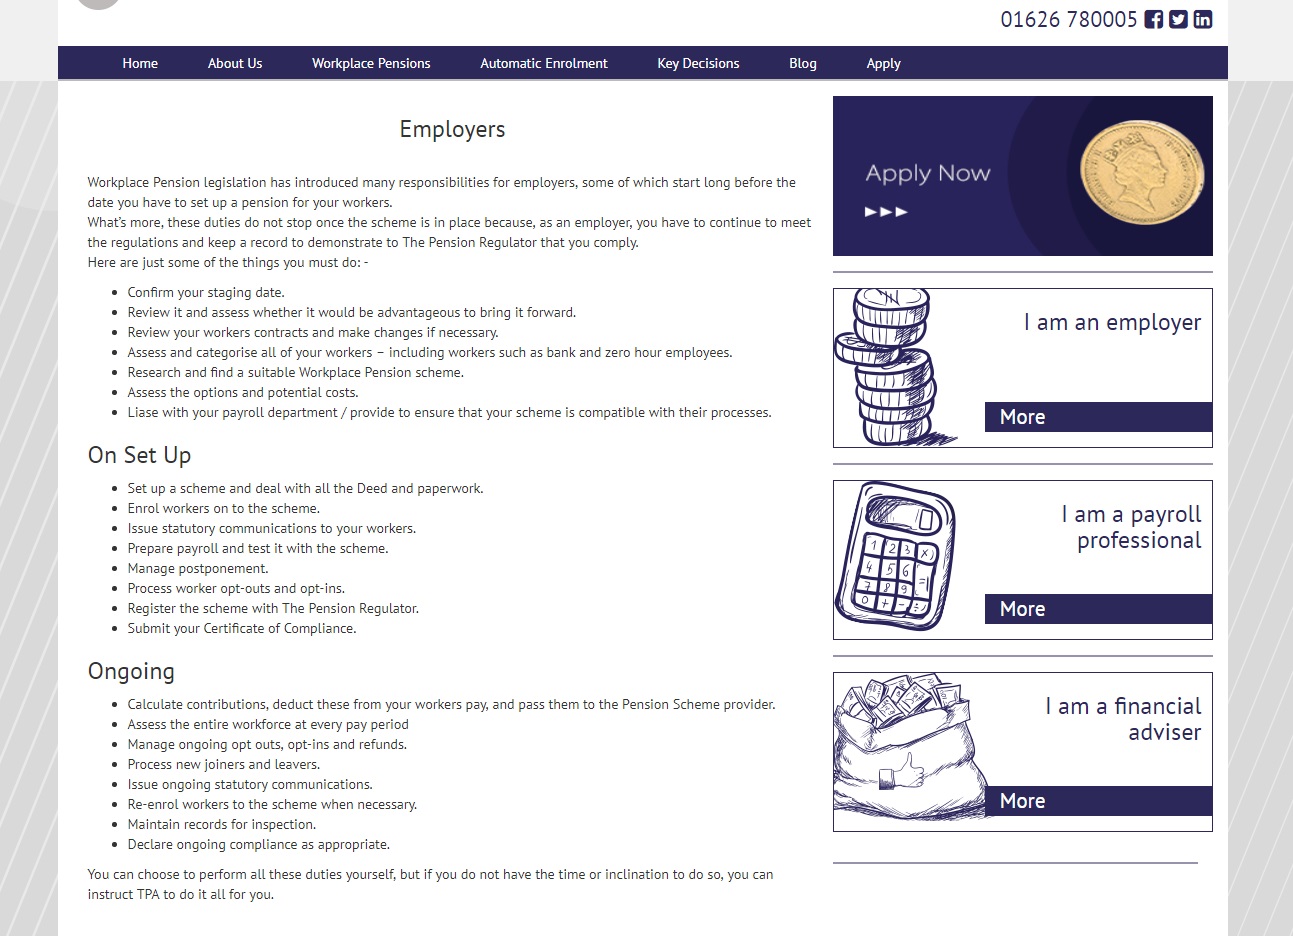 01626 780005
Home
About Us
Workplace Pensions
Automatic Enrolment
Key Decisions
Blog
Apply
Employers
Workplace Pension legislation has introduced many responsibilities for employers, some of which start long before the
date you have to set up a pension for your workers.
What's more, these duties do not stop once the scheme is in place because, as an employer, you have to continue to meet
the regulations and keep a record to demonstrate to The Pension Regulator that you comply.
Here are just some of the things you must do: -
Confirm your staging date.
Review it and assess whether it would be advantageous to bring it forward.
Review your workers contracts and make changes if necessary.
Assess and categorise all of your workers – including workers such as bank and zero hour employees.
Research and find a suitable Workplace Pension scheme.
Assess the options and potential costs.
Liase with your payroll department / provide to ensure that your scheme is compatible with their processes.
On Set Up
Set up a scheme and deal with all the Deed and paperwork.
Enrol workers on to the scheme.
Issue statutory communications to your workers.
Prepare payroll and test it with the scheme.
Manage postponement.
Process worker opt-outs and opt-ins.
Register the scheme with The Pension Regulator.
Submit your Certificate of Compliance.
Ongoing
Calculate contributions, deduct these from your workers pay, and pass them to the Pension Scheme provider.
Assess the entire workforce at every pay period
Manage ongoing opt outs, opt-ins and refunds.
Process new joiners and leavers.
Issue ongoing statutory communications.
Re-enrol workers to the scheme when necessary.
Maintain records for inspection.
Declare ongoing compliance as appropriate.
You can choose to perform all these duties yourself, but if you do not have the time or inclination to do so, you can
instruct TPA to do it all for you.
Apply Now
I am an employer
More
I am a payroll
professional
1 2 3 x)
4 5 6
7 8 9 =
0 + - ÷
More
I am a financial
adviser
More